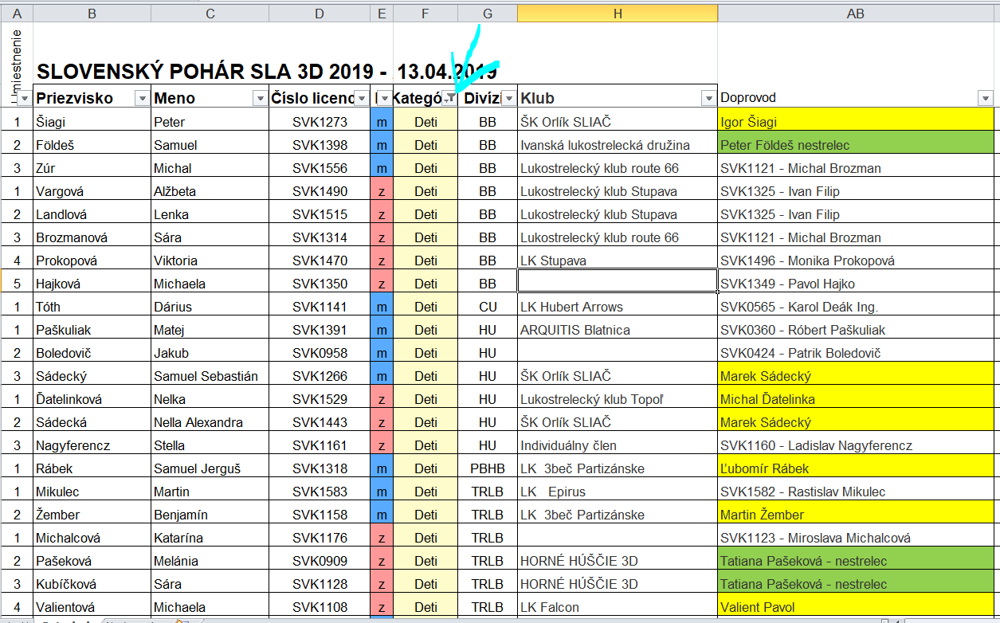 A B C D E F G H AB
SLOVENSKÝ POHÁR SLA 3D 2019 - 13.04.2019
miestnenie Priezvisko Meno Číslo licenc Kategó Divízi Klub Doprovod
1 Šiagi Peter SVK1273 m Deti BB ŠK Orlík SLIAČ Igor Šiagi
2 Földeš Samuel SVK1398 m Deti BB Ivanská lukostrelecká družina Peter Földeš nestrelec
3 Zúr Michal SVK1556 m Deti BB Lukostrelecký klub route 66 SVK1121 - Michal Brozman
1 Vargová Alžbeta SVK1490 z Deti BB Lukostrelecký klub Stupava SVK1325 - Ivan Filip
2 Landlová Lenka SVK1515 z Deti BB Lukostrelecký klub Stupava SVK1325 - Ivan Filip
3 Brozmanová Sára SVK1314 z Deti BB Lukostrelecký klub route 66 SVK1121 - Michal Brozman
4 Prokopová Viktoria SVK1470 z Deti BB LK Stupava SVK1496 - Monika Prokopová
5 Hajková Michaela SVK1350 z Deti BB SVK1349 - Pavol Hajko
1 Tóth Dárius SVK1141 m Deti CU LK Hubert Arrows SVK0565 - Karol Deák Ing.
1 Paškuliak Matej SVK1391 m Deti HU ARQUITIS Blatnica SVK0360 - Róbert Paškuliak
2 Boledovič Jakub SVK0958 m Deti HU SVK0424 - Patrik Boledovič
3 Sádecký Samuel Sebastián SVK1266 m Deti HU ŠK Orlík SLIAČ Marek Sádecký
1 Ďatelinková Nelka SVK1529 z Deti HU Lukostrelecký klub Topoľ Michal Ďatelinka
2 Sádecká Nella Alexandra SVK1443 z Deti HU ŠK Orlík SLIAČ Marek Sádecký
3 Nagyferencz Stella SVK1161 z Deti HU Individuálny člen SVK1160 - Ladislav Nagyferencz
1 Rábek Samuel Jerguš SVK1318 m Deti PBHB LK 3beč Partizánske Ľubomír Rábek
1 Mikulec Martin SVK1583 m Deti TRLB LK Epirus SVK1582 - Rastislav Mikulec
2 Žember Benjamín SVK1158 m Deti TRLB LK 3beč Partizánske Martin Žember
1 Michalcová Katarína SVK1176 z Deti TRLB SVK1123 - Miroslava Michalcová
2 Pašeková Melánia SVK0909 z Deti TRLB HORNÉ HÚŠČIE 3D Tatiana Pašeková - nestrelec
3 Kubíčková Sára SVK1128 z Deti TRLB HORNÉ HÚŠČIE 3D Tatiana Pašeková - nestrelec
4 Valientová Michaela SVK1108 z Deti TRLB LK Falcon Valient Pavol